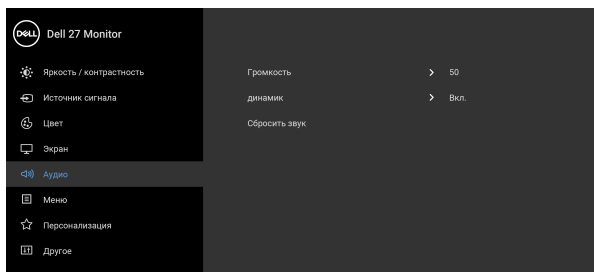 DELL Dell 27 Monitor
Яркость / контрастность Громкость 50
Источник сигнала динамик Вкл.
Цвет Сбросить звук
Экран
Аудио
Меню
Персонализация
Другое